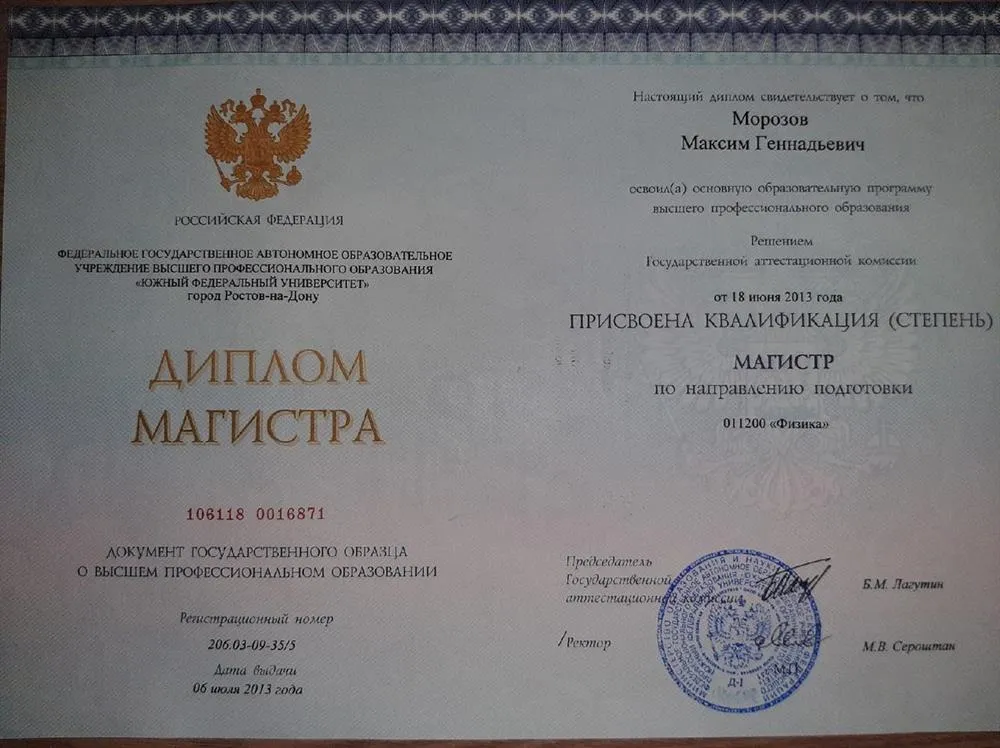 РОССИЙСКАЯ ФЕДЕРАЦИЯ
ФЕДЕРАЛЬНОЕ ГОСУДАРСТВЕННОЕ АВТОНОМНОЕ ОБРАЗОВАТЕЛЬНОЕ
УЧРЕЖДЕНИЕ ВЫСШЕГО ПРОФЕССИОНАЛЬНОГО ОБРАЗОВАНИЯ
«ЮЖНЫЙ ФЕДЕРАЛЬНЫЙ УНИВЕРСИТЕТ»
город Ростов-на-Дону
ДИПЛОМ
МАГИСТРА
106118 0016871
ДОКУМЕНТ ГОСУДАРСТВЕННОГО ОБРАЗЦА
О ВЫСШЕМ ПРОФЕССИОНАЛЬНОМ ОБРАЗОВАНИИ
Регистрационный номер
206.03-09-35/5
Дата выдачи
06 июля 2013 года
Настоящий диплом свидетельствует о том, что
Морозов
Максим Геннадьевич
освоил(а) основную образовательную программу
высшего профессионального образования
Решением
Государственной аттестационной комиссии
от 18 июня 2013 года
ПРИСВОЕНА КВАЛИФИКАЦИЯ (СТЕПЕНЬ)
МАГИСТР
по направлению подготовки
011200 «Физика»
Председатель
Государственной
аттестационной комиссии
Б.М. Лагутин
/Ректор
М.В. Сероштан
М.П.
Д-1